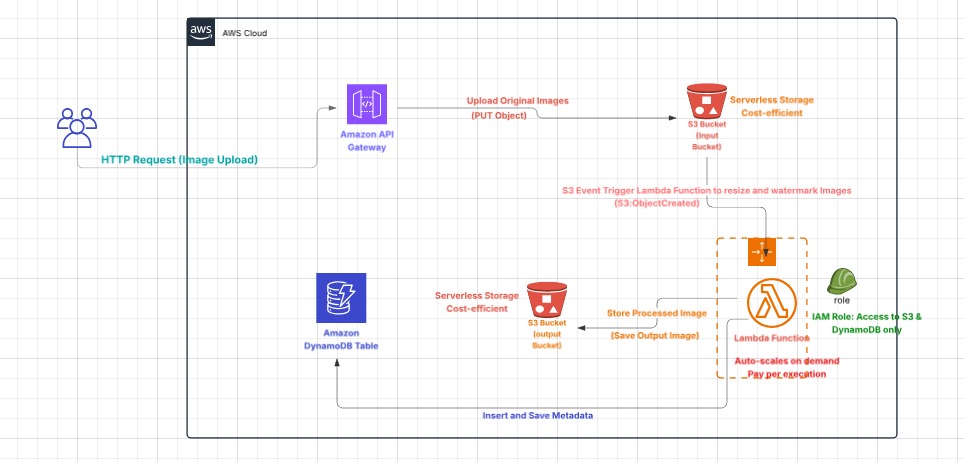 aws
AWS Cloud
Upload Original Images
(PUT Object)
Serverless Storage
Cost-efficient
S3 Bucket
(Input
Bucket)
Amazon API
Gateway
HTTP Request (Image Upload)
S3 Event Trigger Lambda Function to resize and watermark Images
(S3:ObjectCreated)
Serverless Storage
Cost-efficient
S3 Bucket
(output
Bucket)
Store Processed Image
(Save Output Image)
role
IAM Role: Access to S3 &
DynamoDB only
Amazon
DynamoDB Table
Lambda Function
Auto-scales on demand
Pay per execution
Insert and Save Metadata